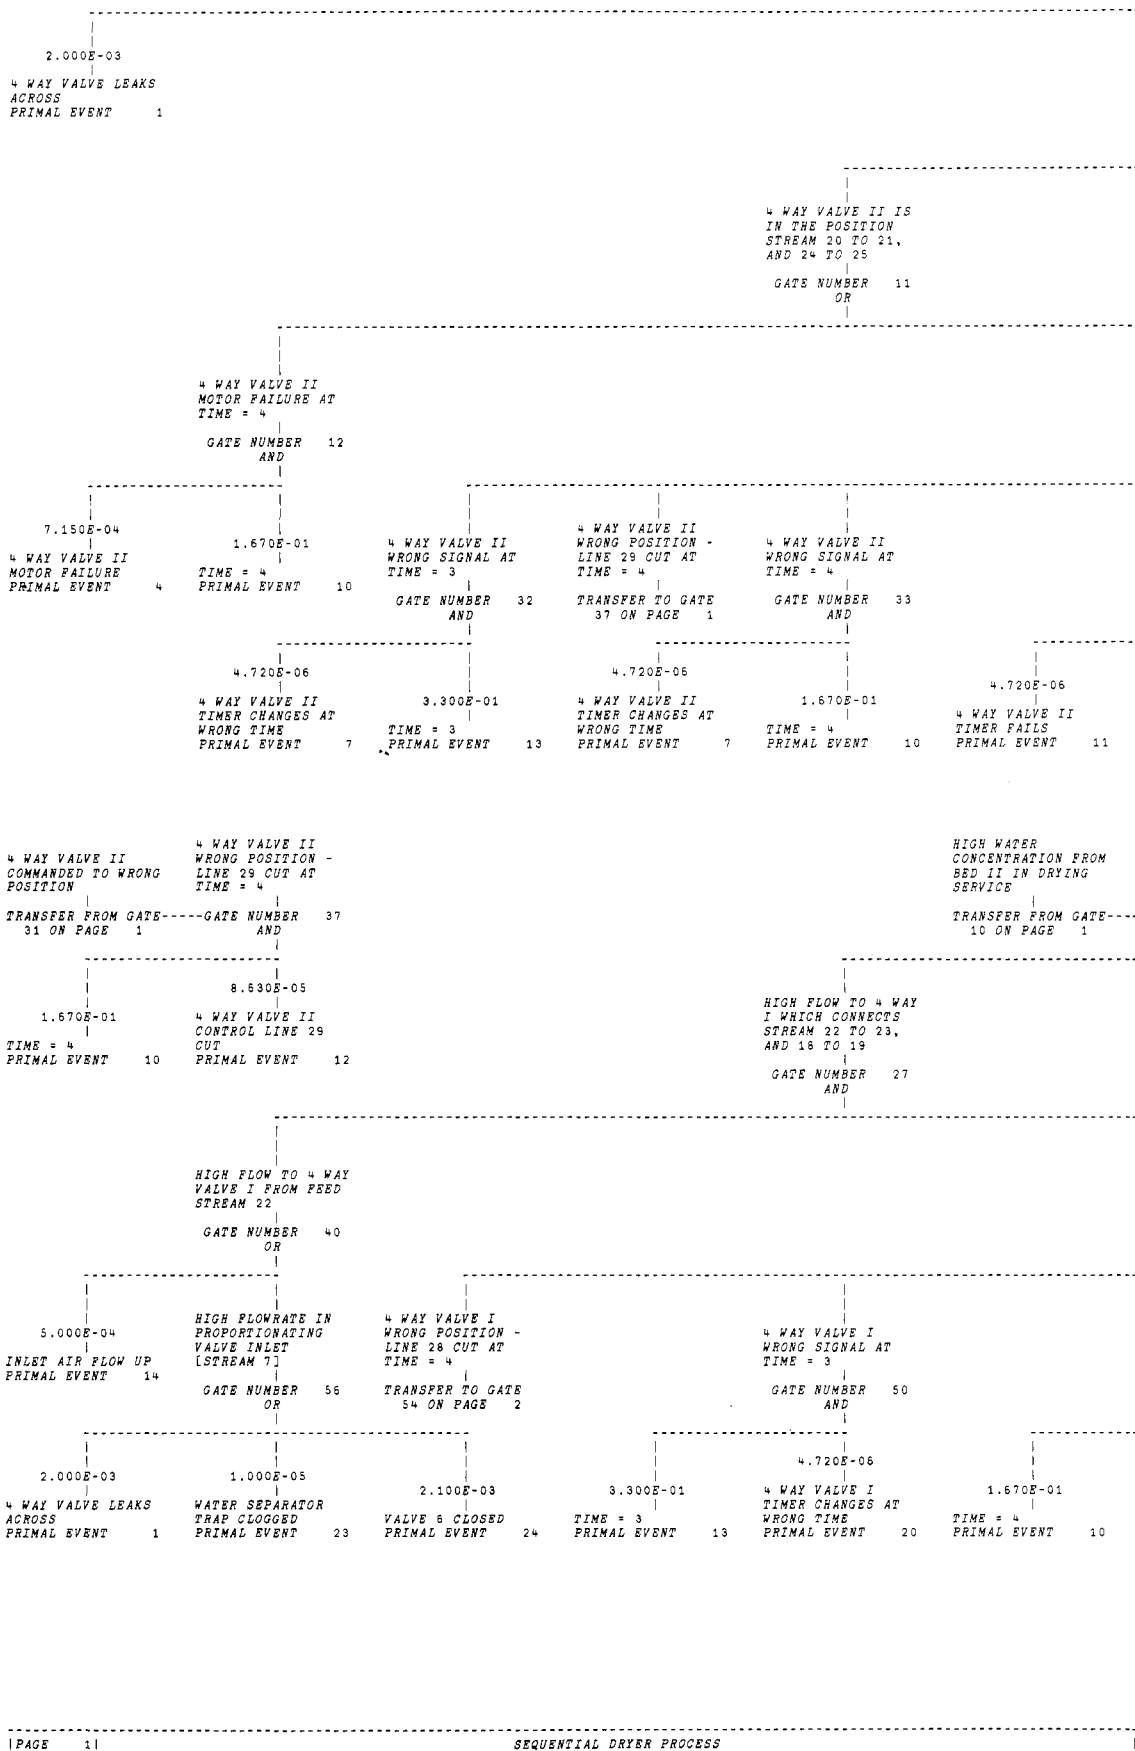 2.000E-03
4 WAY VALVE LEAKS
ACROSS
PRIMAL EVENT 1
4 WAY VALVE II IS
IN THE POSITION
STREAM 20 TO 21,
AND 24 TO 25
GATE NUMBER 11
OR
4 WAY VALVE II
MOTOR FAILURE AT
TIME = 4
GATE NUMBER 12
AND
7.150E-04
4 WAY VALVE II
MOTOR FAILURE
PRIMAL EVENT 4
1.670E-01
TIME = 4
PRIMAL EVENT 10
4 WAY VALVE II
WRONG SIGNAL AT
TIME = 3
GATE NUMBER 32
AND
4 WAY VALVE II
WRONG POSITION -
LINE 29 CUT AT
TIME = 4
TRANSFER TO GATE
37 ON PAGE 1
4 WAY VALVE II
WRONG SIGNAL AT
TIME = 4
GATE NUMBER 33
AND
4.720E-06
4 WAY VALVE II
TIMER CHANGES AT
WRONG TIME
PRIMAL EVENT 7
3.300E-01
TIME = 3
PRIMAL EVENT 13
4.720E-06
4 WAY VALVE II
TIMER CHANGES AT
WRONG TIME
PRIMAL EVENT 7
1.670E-01
TIME = 4
PRIMAL EVENT 10
4.720E-06
4 WAY VALVE II
TIMER FAILS
PRIMAL EVENT 11
4 WAY VALVE II
COMMANDED TO WRONG
POSITION
TRANSFER FROM GATE
31 ON PAGE 1
4 WAY VALVE II
WRONG POSITION -
LINE 29 CUT AT
TIME = 4
GATE NUMBER 37
AND
HIGH WATER
CONCENTRATION FROM
BED II IN DRYING
SERVICE
TRANSFER FROM GATE
10 ON PAGE 1
1.670E-01
TIME = 4
PRIMAL EVENT 10
8.630E-05
4 WAY VALVE II
CONTROL LINE 29
CUT
PRIMAL EVENT 12
HIGH FLOW TO 4 WAY
I WHICH CONNECTS
STREAM 22 TO 23,
AND 18 TO 19
GATE NUMBER 27
AND
HIGH FLOW TO 4 WAY
VALVE I FROM FEED
STREAM 22
GATE NUMBER 40
OR
5.000E-04
INLET AIR FLOW UP
PRIMAL EVENT 14
HIGH FLOWRATE IN
PROPORTIONATING
VALVE INLET
[STREAM 7]
GATE NUMBER 56
OR
4 WAY VALVE I
WRONG POSITION -
LINE 28 CUT AT
TIME = 4
TRANSFER TO GATE
54 ON PAGE 2
4 WAY VALVE I
WRONG SIGNAL AT
TIME = 3
GATE NUMBER 50
AND
2.000E-03
4 WAY VALVE LEAKS
ACROSS
PRIMAL EVENT 1
1.000E-05
WATER SEPARATOR
TRAP CLOGGED
PRIMAL EVENT 23
2.100E-03
VALVE 6 CLOSED
PRIMAL EVENT 24
3.300E-01
TIME = 3
PRIMAL EVENT 13
4.720E-06
4 WAY VALVE I
TIMER CHANGES AT
WRONG TIME
PRIMAL EVENT 20
1.670E-01
TIME = 4
PRIMAL EVENT 10
|PAGE 1| SEQUENTIAL DRYER PROCESS